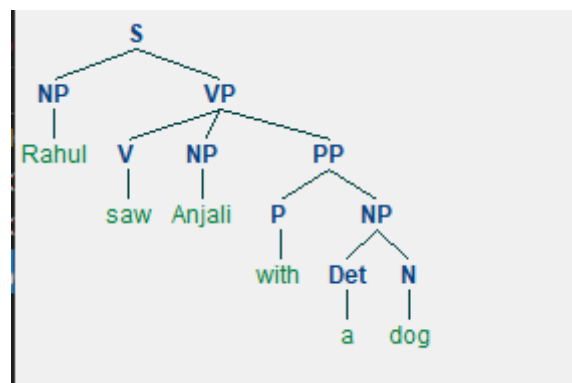 S
NP VP
Rahul V NP PP
saw Anjali P NP
with Det N
a dog